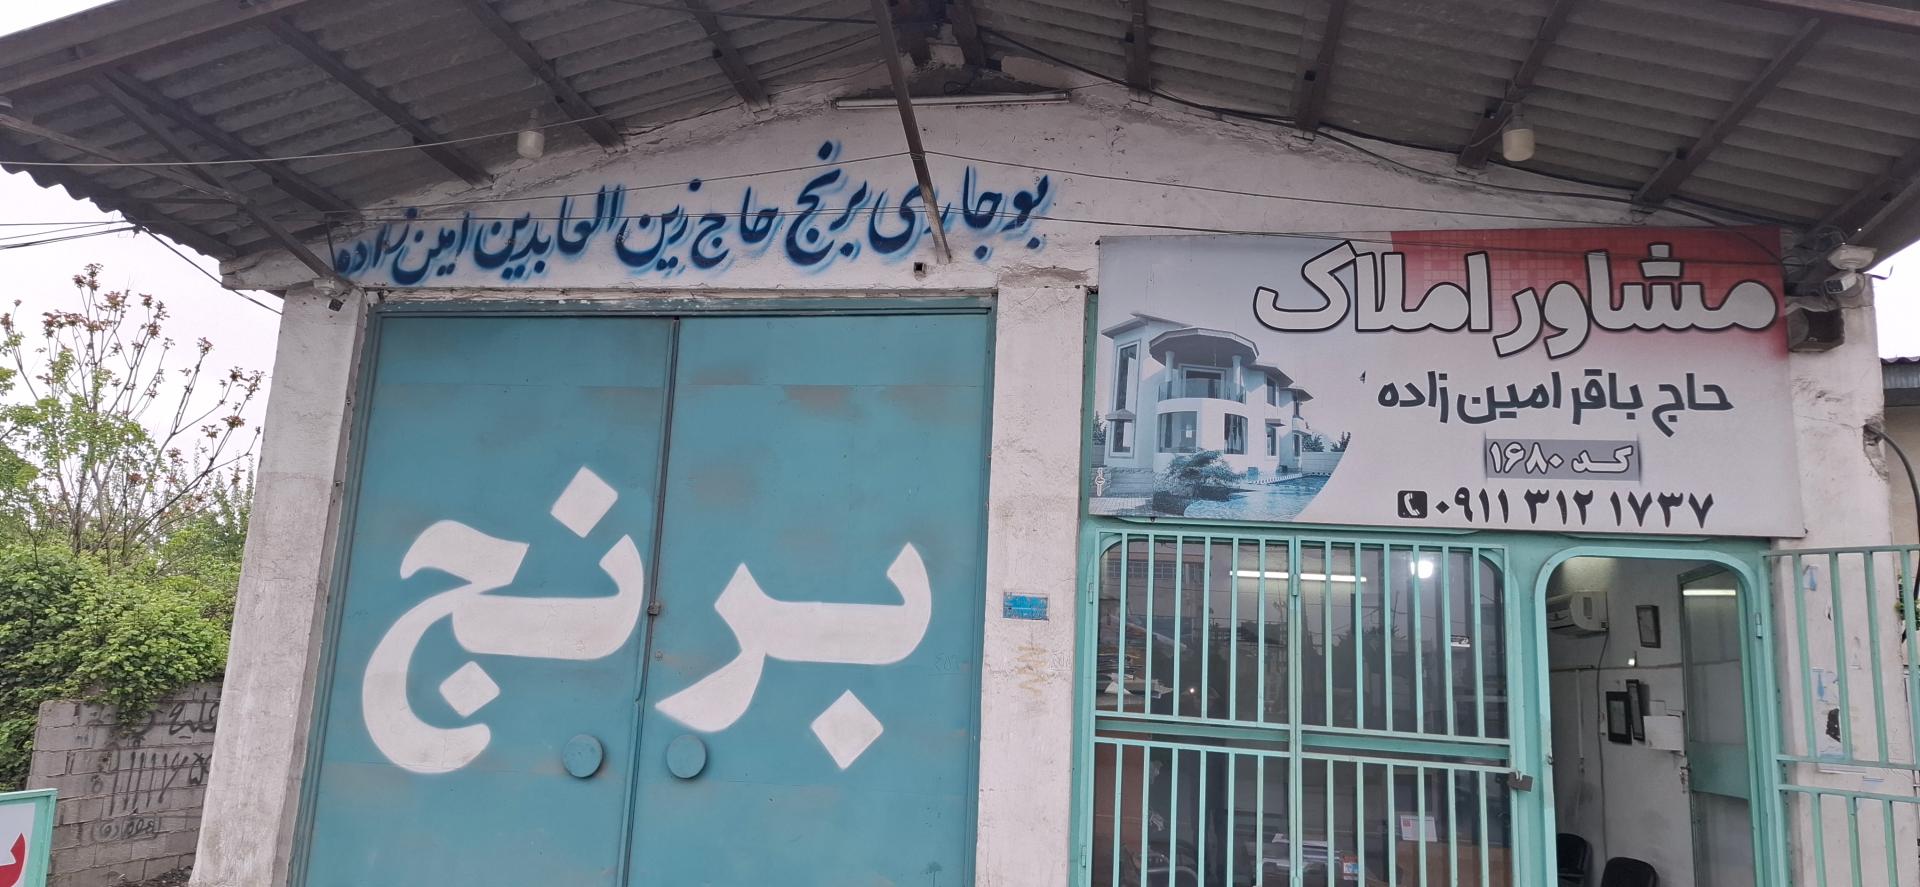 بوجاری برنج حاج زین العابدین امین زاده
برنج
مشاور املاک
حاج باقر امین زاده
کد ۱۶۸۰
۰۹۱۱ ۳۱۲ ۱۷۳۷